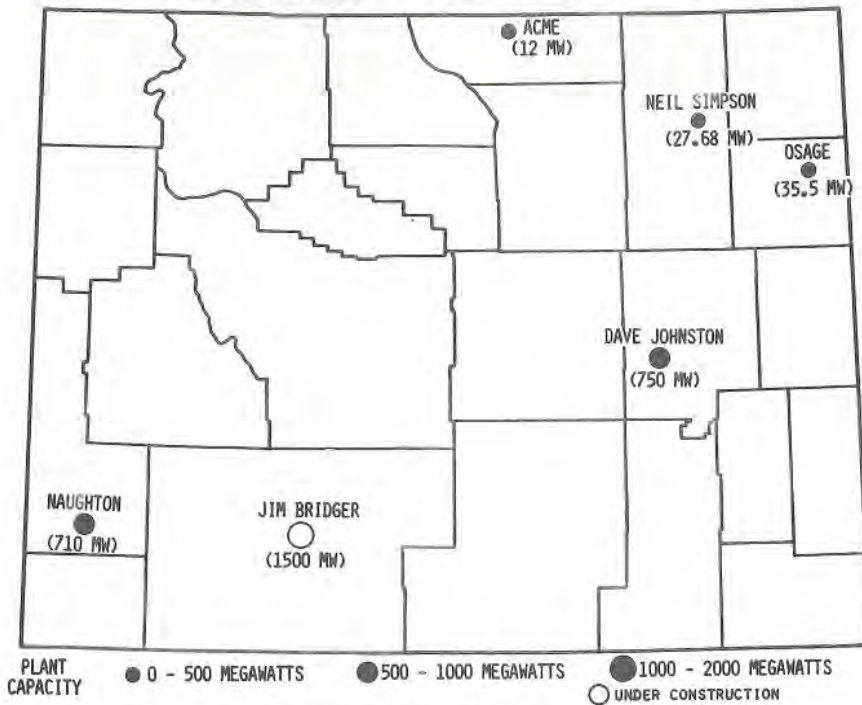 ACME
(12 MW)
NEIL SIMPSON
(27.68 MW)
OSAGE
(35.5 MW)
DAVE JOHNSTON
(750 MW)
NAUGHTON
(710 MW)
JIM BRIDGER
(1500 MW)
PLANT
CAPACITY
0 - 500 MEGAWATTS
500 - 1000 MEGAWATTS
1000 - 2000 MEGAWATTS
UNDER CONSTRUCTION